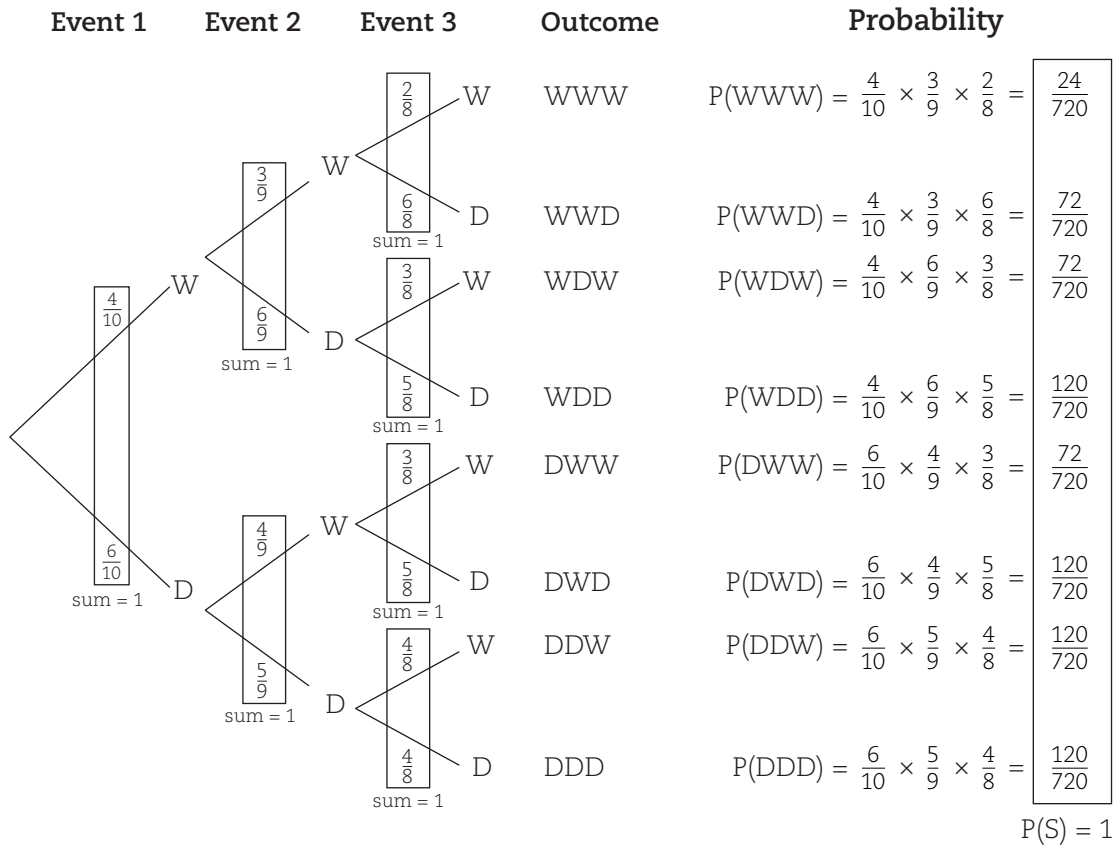 Event 1 Event 2 Event 3 Outcome Probability
2/8 W WWW P(WWW) = 4/10 × 3/9 × 2/8 = 24/720
W
3/9
6/8 D WWD P(WWD) = 4/10 × 3/9 × 6/8 = 72/720
sum = 1
W
4/10
3/8 W WDW P(WDW) = 4/10 × 6/9 × 3/8 = 72/720
6/9
D
sum = 1
5/8 D WDD P(WDD) = 4/10 × 6/9 × 5/8 = 120/720
sum = 1
3/8 W DWW P(DWW) = 6/10 × 4/9 × 3/8 = 72/720
W
4/9
6/10
D
sum = 1
5/8 D DWD P(DWD) = 6/10 × 4/9 × 5/8 = 120/720
sum = 1
4/8 W DDW P(DDW) = 6/10 × 5/9 × 4/8 = 120/720
5/9
D
sum = 1
4/8 D DDD P(DDD) = 6/10 × 5/9 × 4/8 = 120/720
sum = 1
P(S) = 1